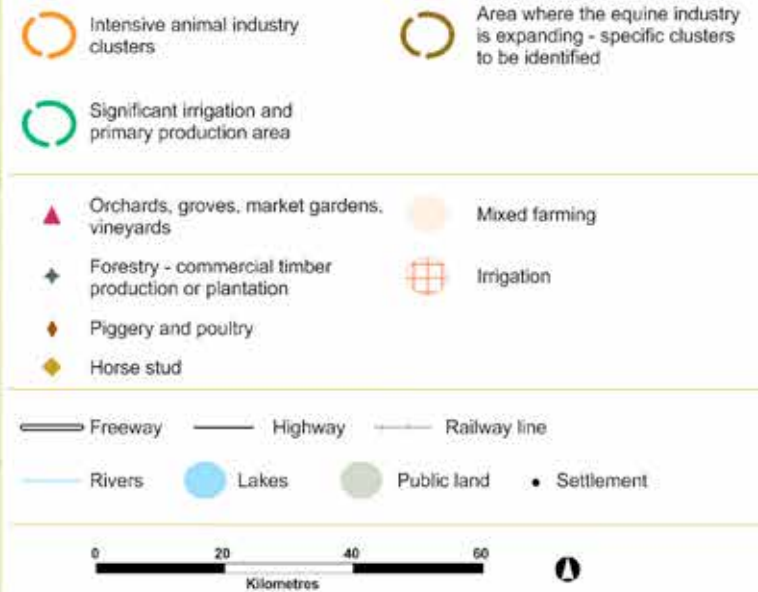 Intensive animal industry
clusters
Area where the equine industry
is expanding - specific clusters
to be identified
Significant irrigation and
primary production area
Orchards, groves, market gardens,
vineyards
Mixed farming
Forestry - commercial timber
production or plantation
Irrigation
Piggery and poultry
Horse stud
Freeway
Highway
Railway line
Rivers
Lakes
Public land
Settlement
0 20 40 60
Kilometres